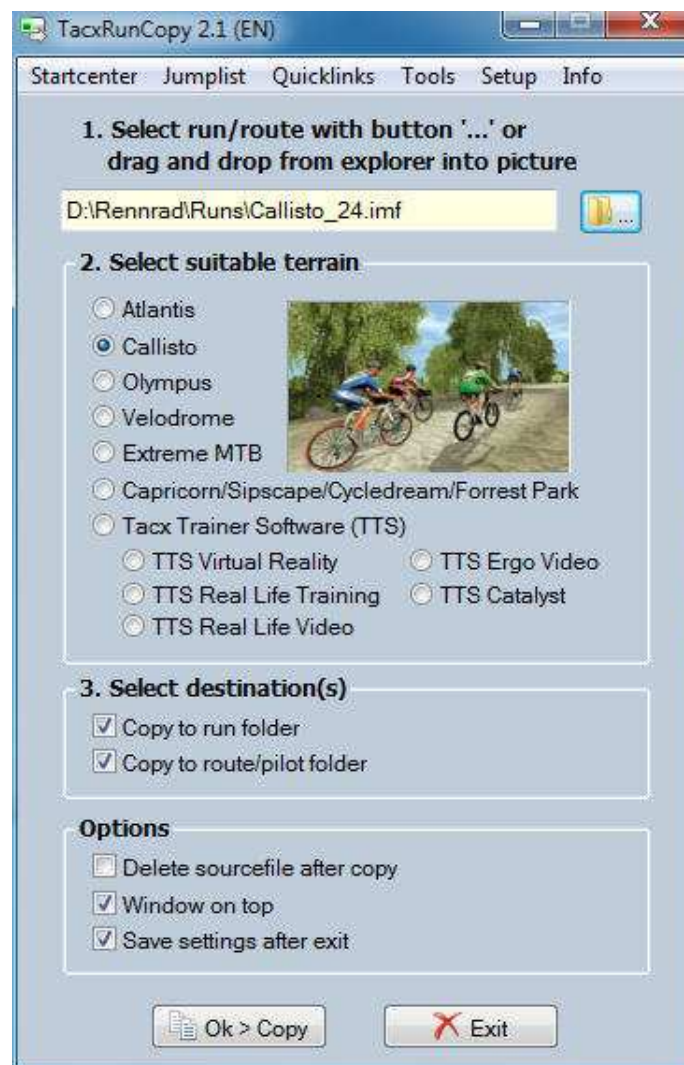 TacxRunCopy 2.1 (EN)
Startcenter Jumplist Quicklinks Tools Setup Info
1. Select run/route with button '...' or
drag and drop from explorer into picture
D:\Rennrad\Runs\Callisto_24.imf
...
2. Select suitable terrain
Atlantis
Callisto
Olympus
Velodrome
Extreme MTB
Capricorn/Sipscape/Cycledream/Forrest Park
Tacx Trainer Software (TTS)
TTS Virtual Reality TTS Ergo Video
TTS Real Life Training TTS Catalyst
TTS Real Life Video
3. Select destination(s)
Copy to run folder
Copy to route/pilot folder
Options
Delete sourcefile after copy
Window on top
Save settings after exit
Ok > Copy Exit